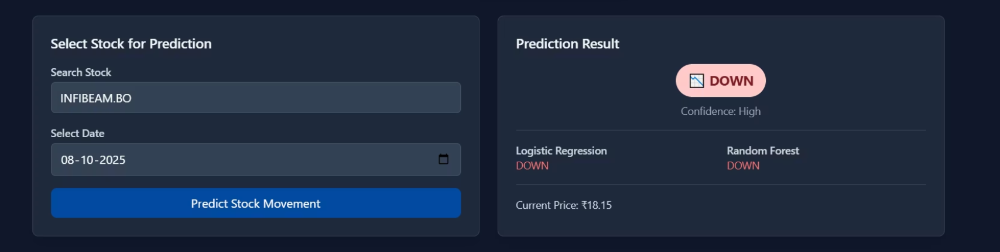 Select Stock for Prediction
Search Stock
INFIBEAM.BO
Select Date
08-10-2025
Predict Stock Movement
Prediction Result
DOWN
Confidence: High
Logistic Regression
DOWN
Random Forest
DOWN
Current Price: ₹18.15